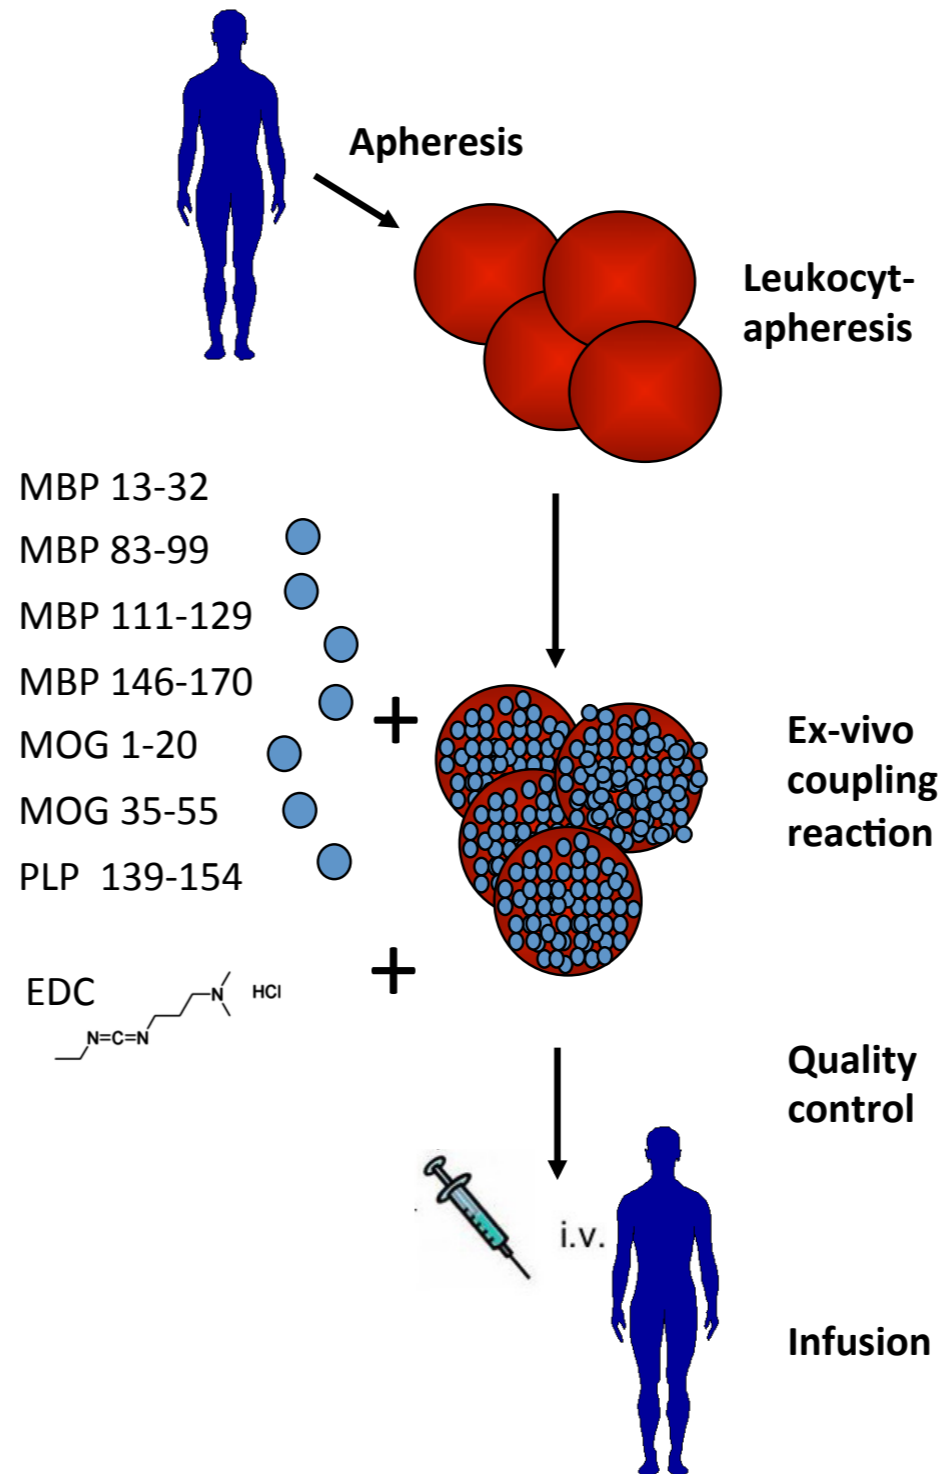 Apheresis
Leukocyt-
apheresis
MBP 13-32
MBP 83-99
MBP 111-129
MBP 146-170
MOG 1-20
MOG 35-55
PLP 139-154
+
Ex-vivo
coupling
reaction
+
EDC
N=C=N
N
HCl
Quality
control
i.v.
Infusion